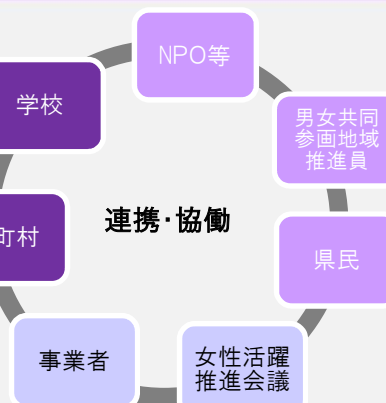 NPO等
学校
男女共同
参画地域
推進員
連携・協働
町村
県民
事業者
女性活躍
推進会議